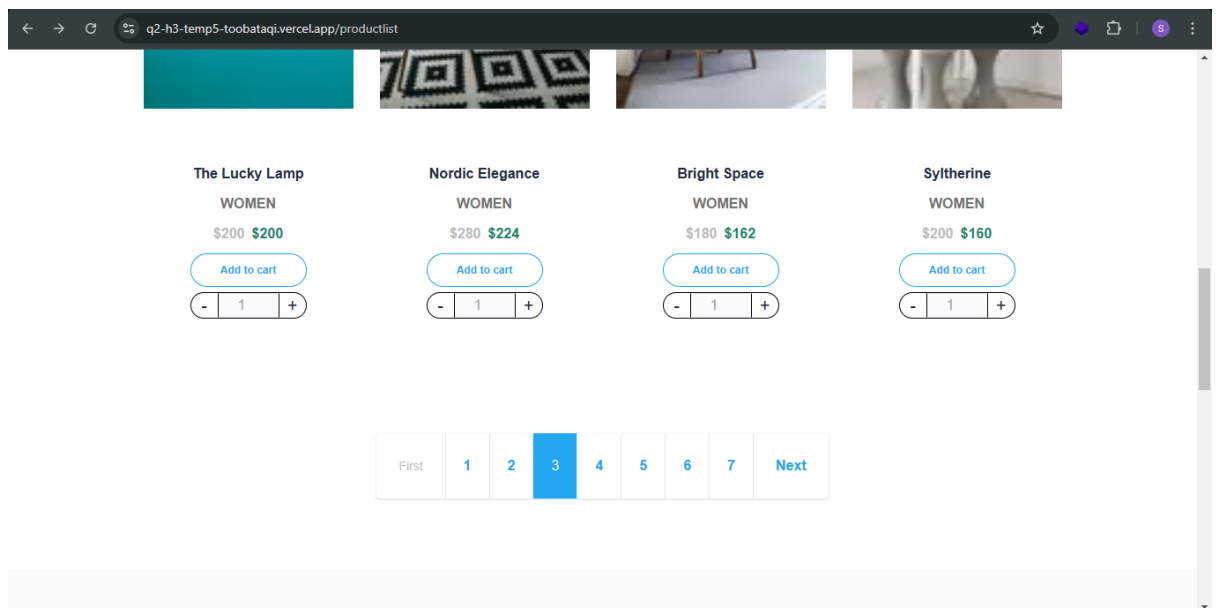 q2-h3-temp5-toobataqi.vercel.app/productlist
S
The Lucky Lamp
WOMEN
$200 $200
Add to cart
- 1 +
Nordic Elegance
WOMEN
$280 $224
Add to cart
- 1 +
Bright Space
WOMEN
$180 $162
Add to cart
- 1 +
Syltherine
WOMEN
$200 $160
Add to cart
- 1 +
First 1 2 3 4 5 6 7 Next